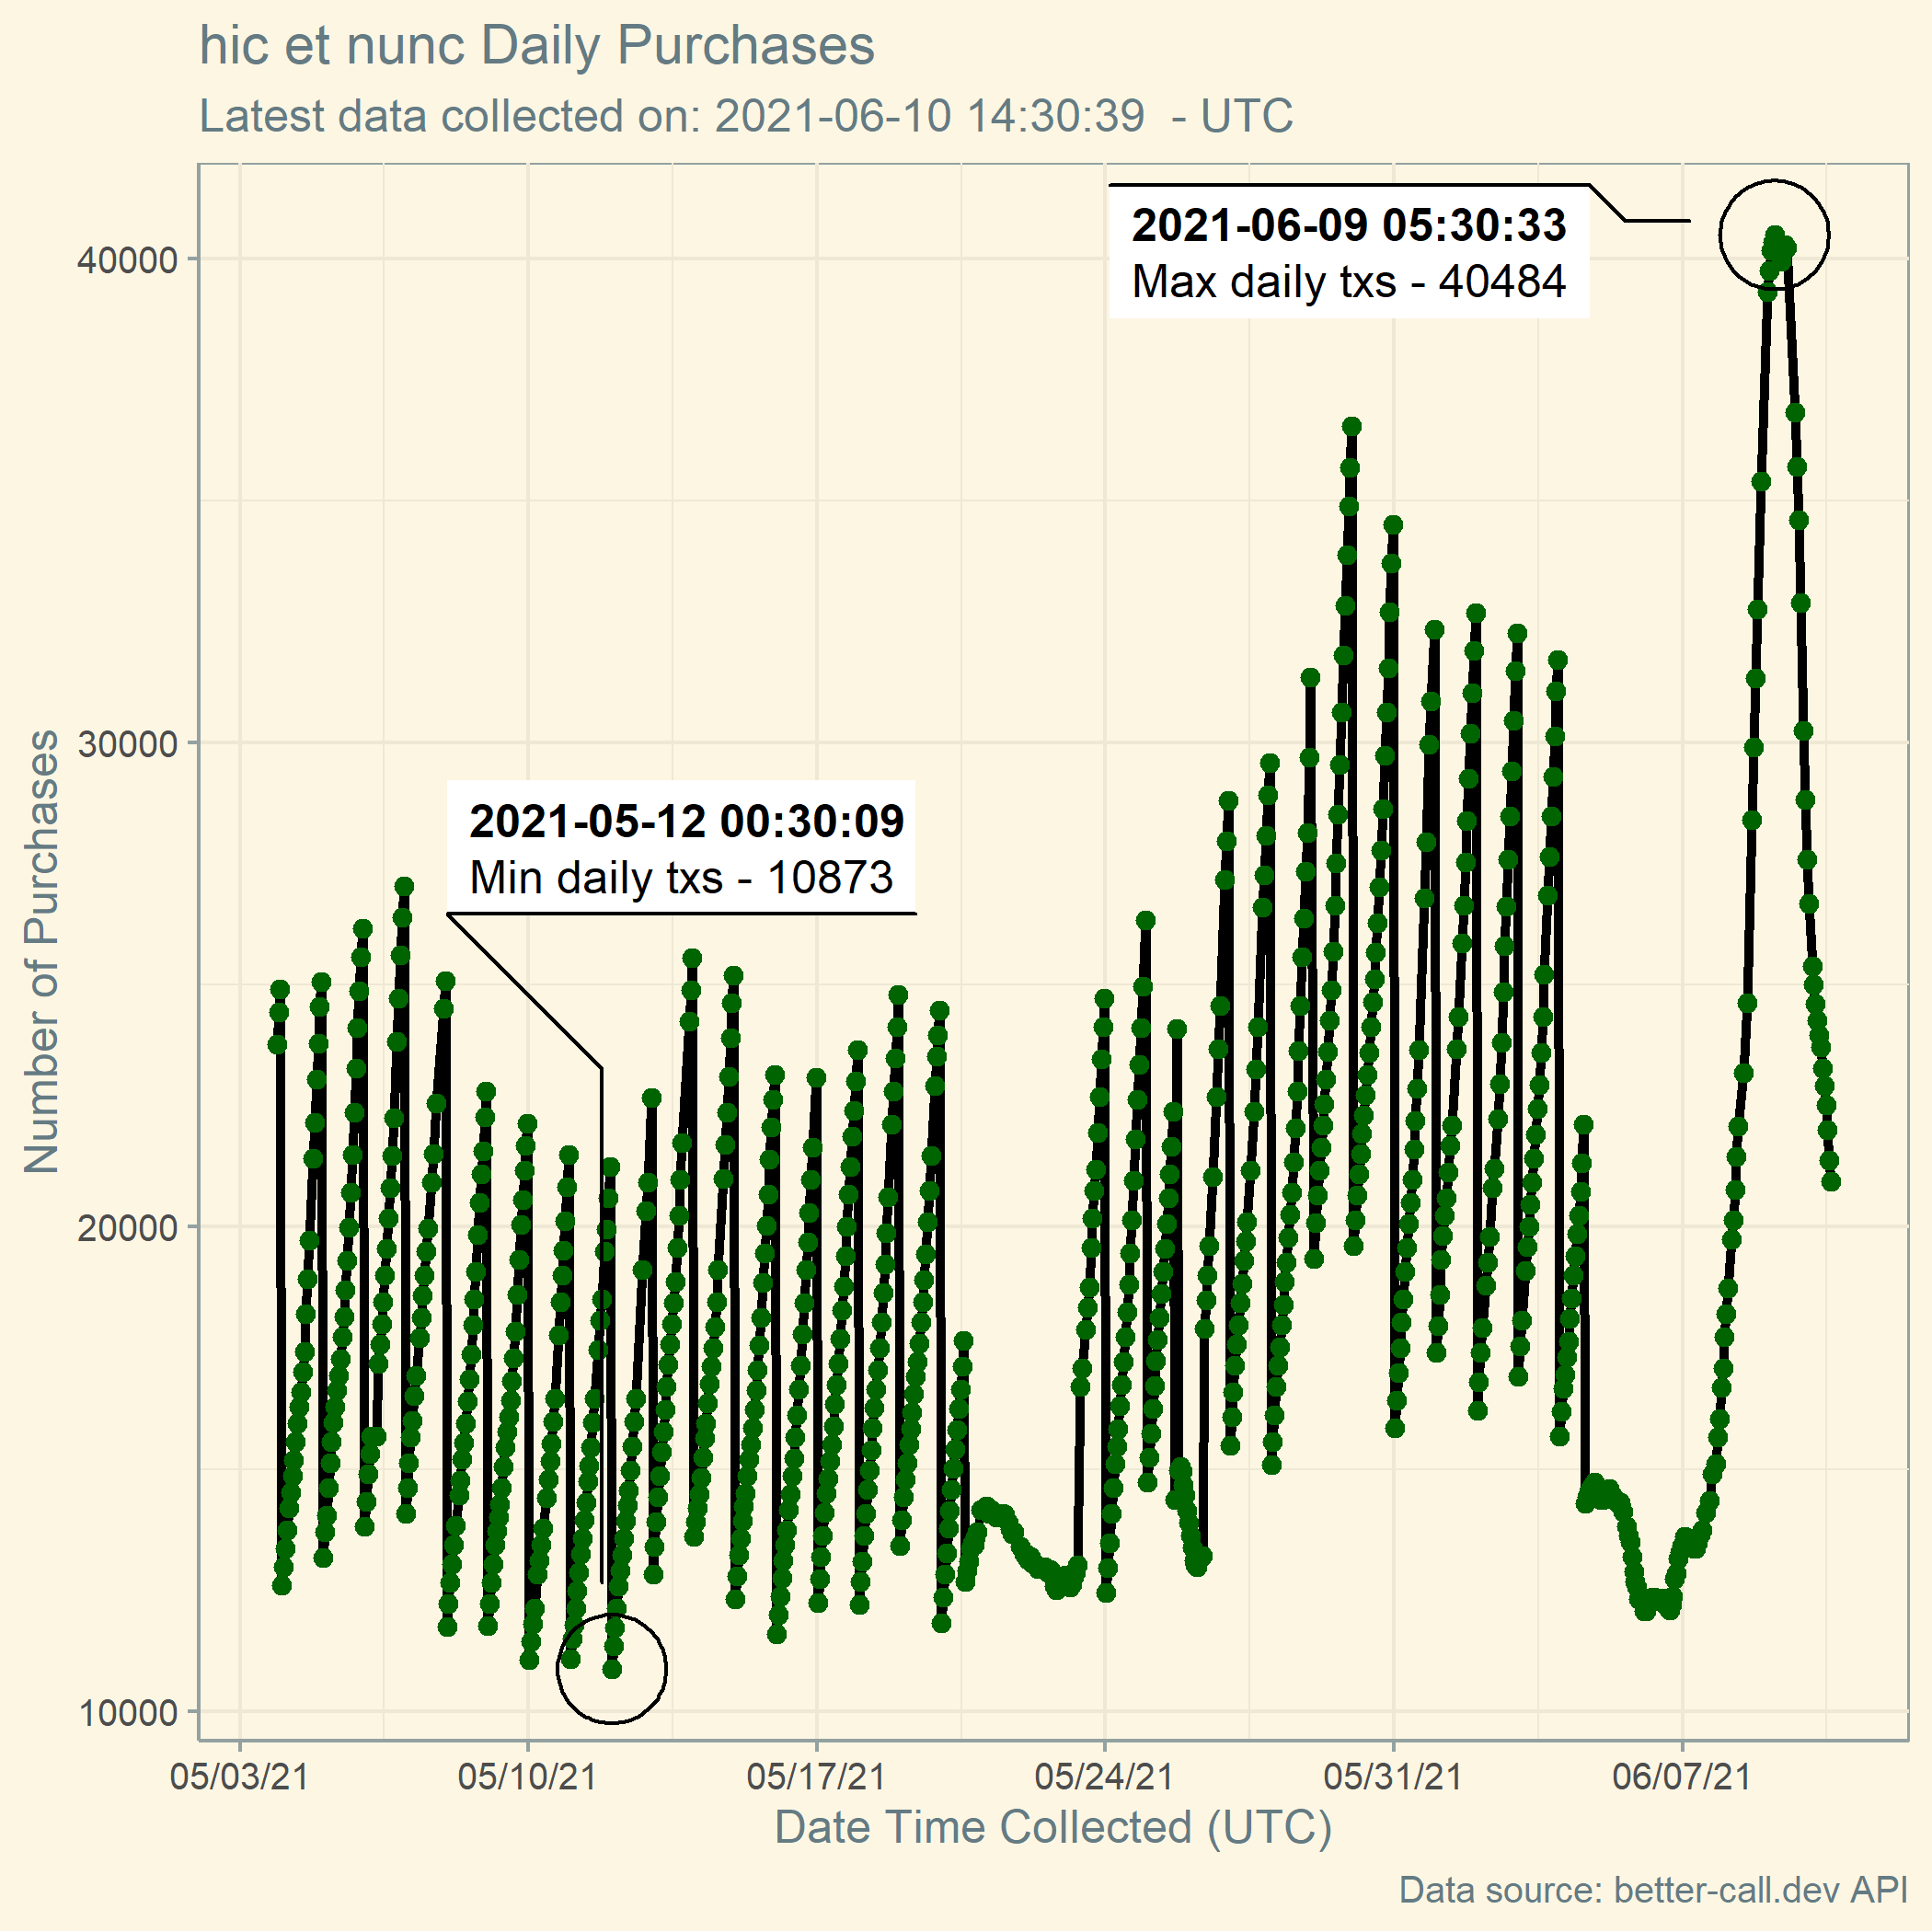 hic et nunc Daily Purchases
Latest data collected on: 2021-06-10 14:30:39  - UTC
2021-06-09 05:30:33
Max daily txs - 40484
2021-05-12 00:30:09
Min daily txs - 10873
Number of Purchases
40000
30000
20000
10000
05/03/21 05/10/21 05/17/21 05/24/21 05/31/21 06/07/21
Date Time Collected (UTC)
Data source: better-call.dev API